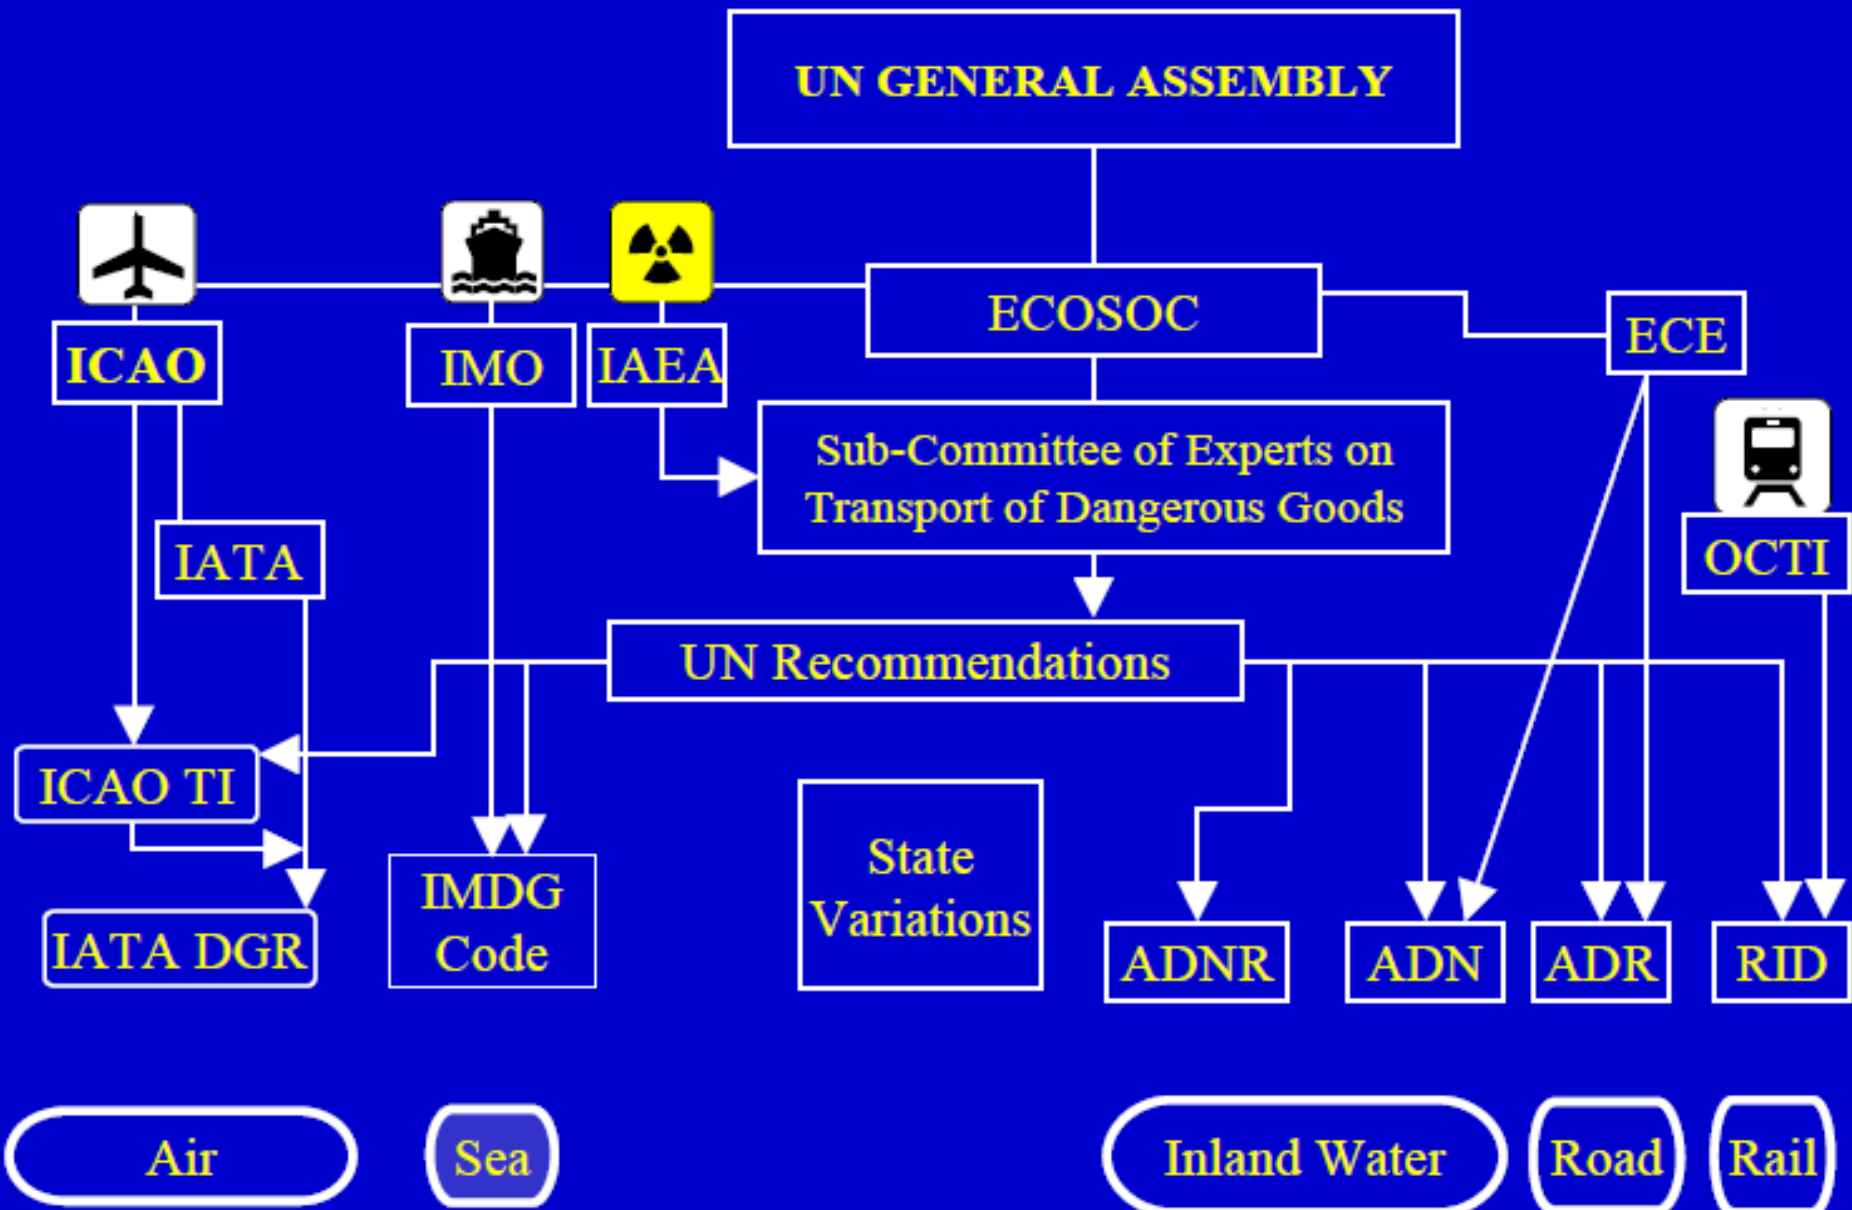 UN GENERAL ASSEMBLY
ECOSOC
ECE
ICAO
IMO
IAEA
Sub-Committee of Experts on
Transport of Dangerous Goods
IATA
OCTI
UN Recommendations
ICAO TI
State
Variations
IMDG
Code
IATA DGR
ADNR
ADN
ADR
RID
Air
Sea
Inland Water
Road
Rail